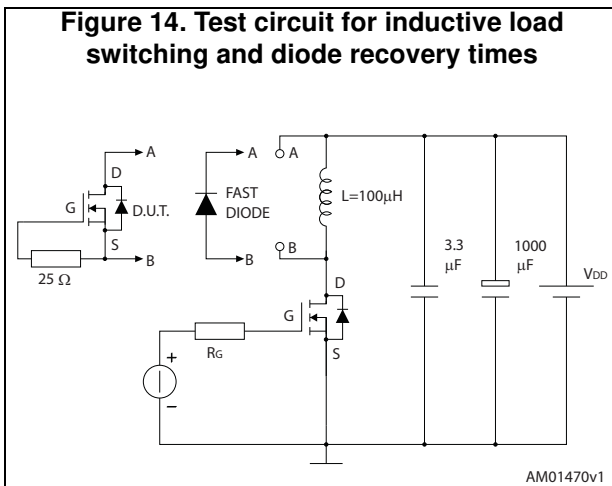 Figure 14. Test circuit for inductive load
switching and diode recovery times
A
D
G
D.U.T.
S
B
25 Ω
A
FAST
DIODE
B
A
L=100μH
B
D
G
S
RG
+
−
3.3
μF
1000
μF
VDD
AM01470v1